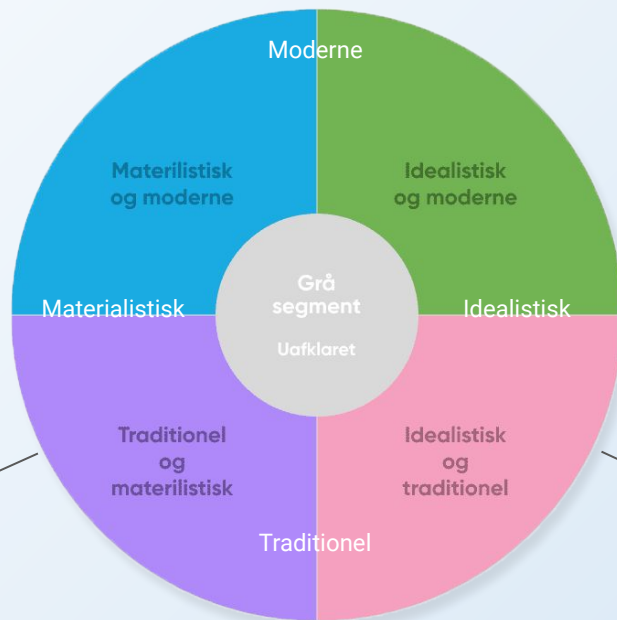 Moderne
Materilistisk
og moderne
Idealistisk
og moderne
Grå
segment
Uafklaret
Materialistisk
Idealistisk
Traditionel
og
materilistisk
Idealistisk
og
traditionel
Traditionel